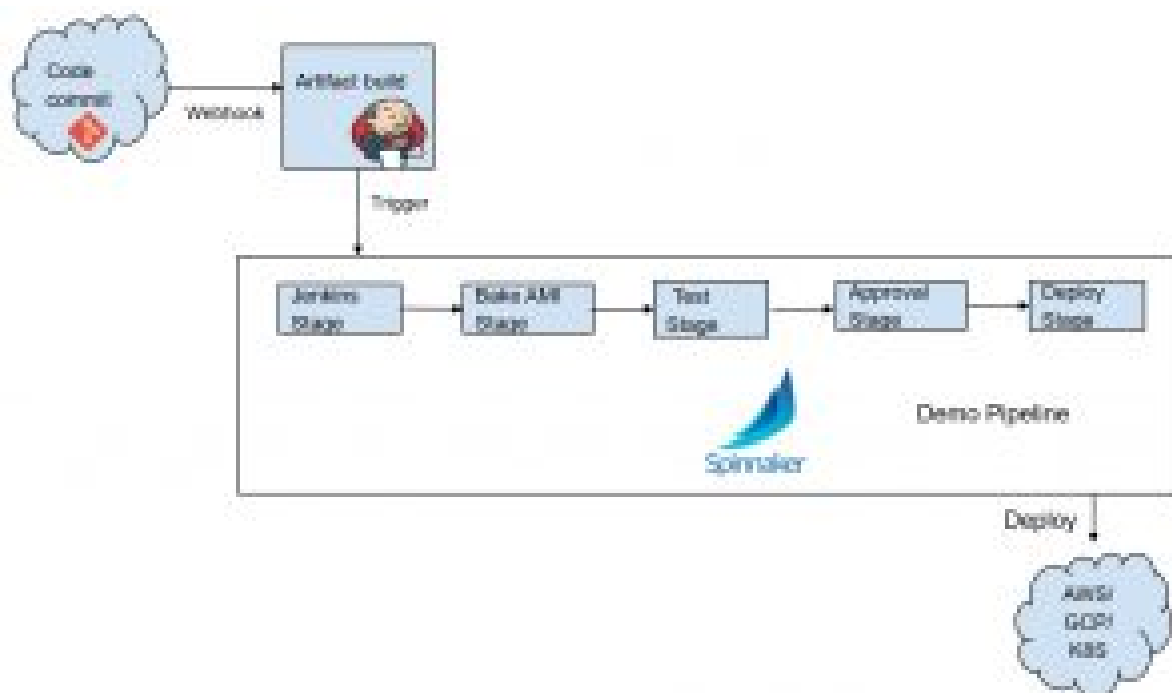 Code
commit
Webhook
Artifact build
Trigger
Jenkins
Stage
Bake AMI
Stage
Test
Stage
Approval
Stage
Deploy
Stage
Demo Pipeline
Spinnaker
Deploy
AWS/
GCP/
K8S